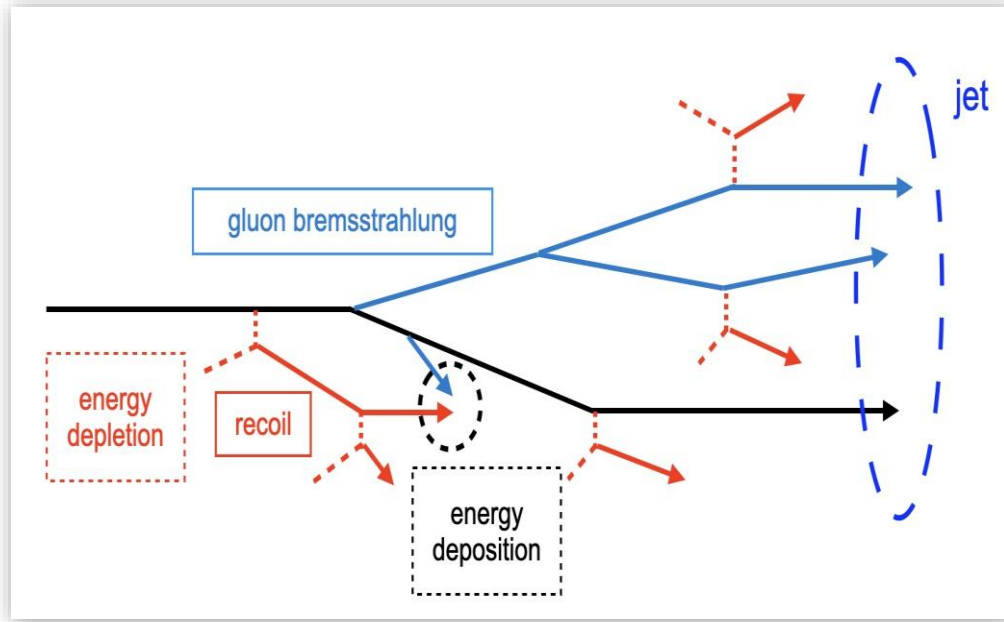 jet
gluon bremsstrahlung
energy
depletion
recoil
energy
deposition